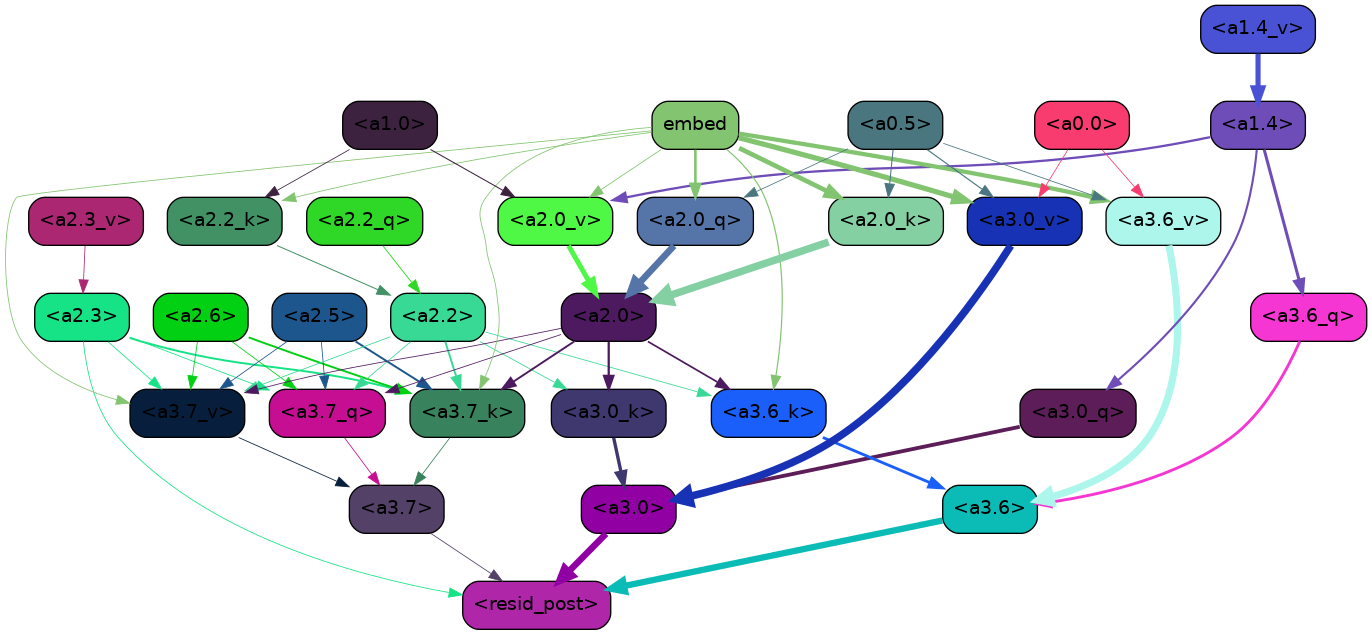 <a1.4_v>
<a1.0>
embed
<a0.5>
<a0.0>
<a1.4>
<a2.3_v>
<a2.2_k>
<a2.2_q>
<a2.0_v>
<a2.0_q>
<a2.0_k>
<a3.0_v>
<a3.6_v>
<a2.3>
<a2.6>
<a2.5>
<a2.2>
<a2.0>
<a3.6_q>
<a3.7_v>
<a3.7_q>
<a3.7_k>
<a3.0_k>
<a3.6_k>
<a3.0_q>
<a3.7>
<a3.0>
<a3.6>
<resid_post>